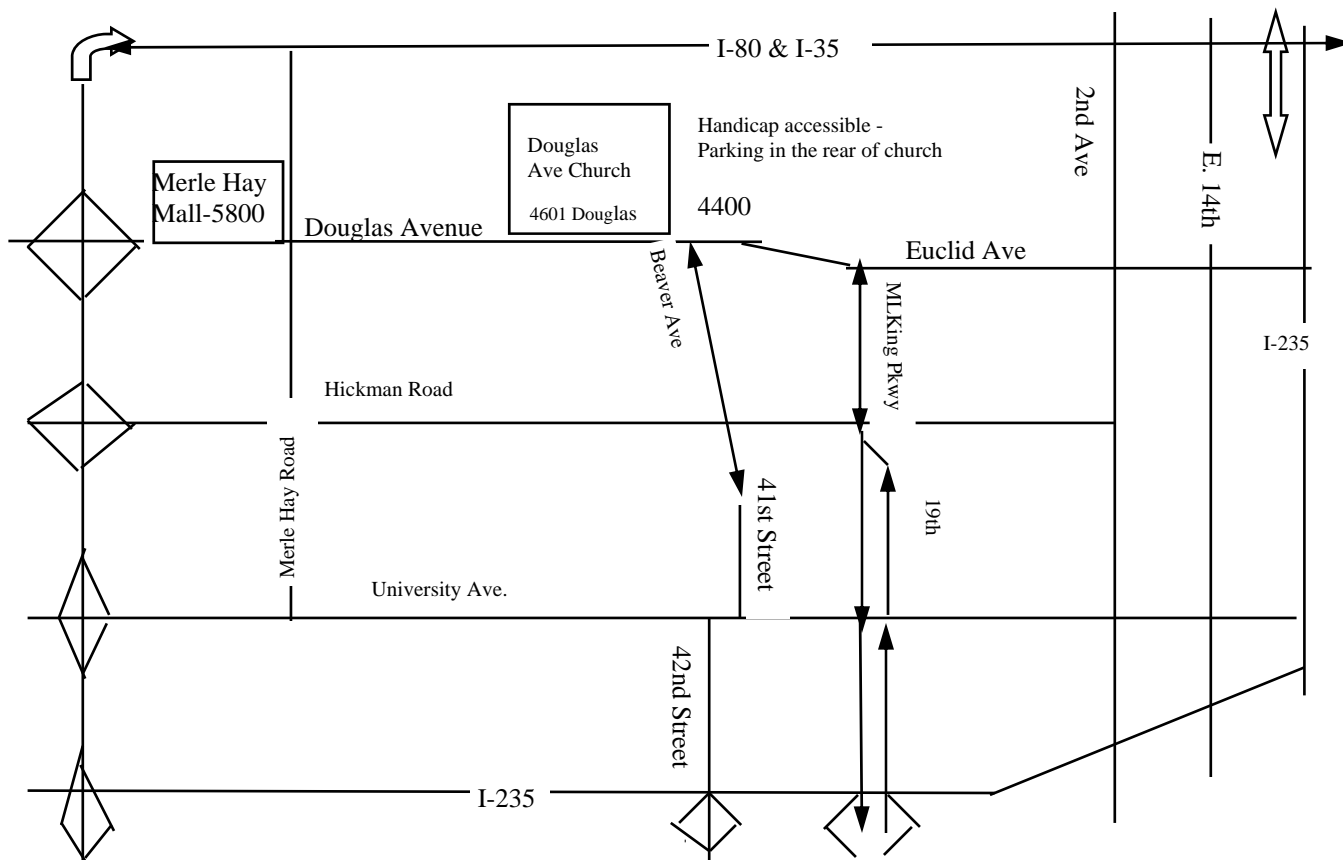 I-80 & I-35
2nd Ave
Handicap accessible -
Parking in the rear of church
Douglas
Ave Church
4601 Douglas
E. 14th
Merle Hay
Mall-5800
4400
Douglas Avenue
Euclid Ave
Beaver Ave
MLKing Pkwy
I-235
Hickman Road
Merle Hay Road
41st Street
19th
University Ave.
42nd Street
I-235